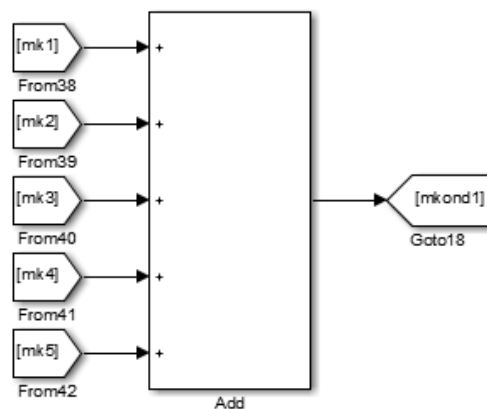 [mk1]
+
From38
[mk2]
+
From39
[mk3]
+
From40
[mkond1]
Goto18
[mk4]
+
From41
[mk5]
+
From42
Add